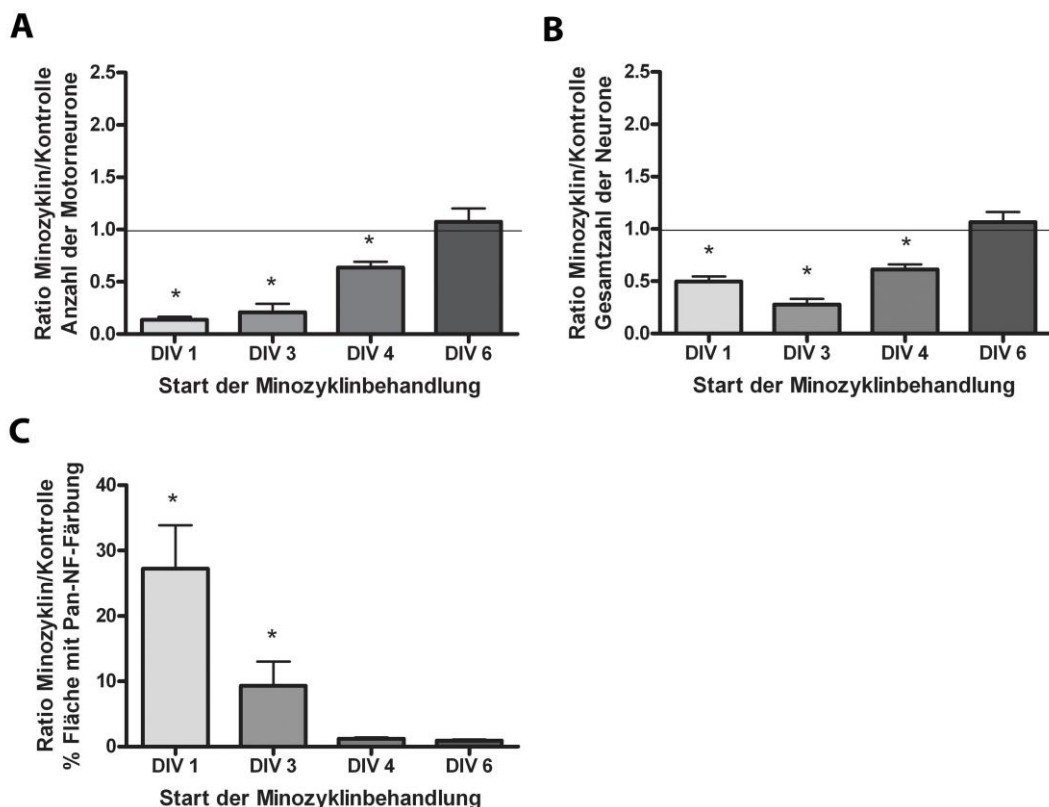 A
Ratio Minozyklin/Kontrolle
Anzahl der Motorneurone
2.5
2.0
1.5
1.0
0.5
0.0
*
*
*
DIV 1
DIV 3
DIV 4
DIV 6
Start der Minozyklinbehandlung
B
Ratio Minozyklin/Kontrolle
Gesamtzahl der Neurone
2.5
2.0
1.5
1.0
0.5
0.0
*
*
*
DIV 1
DIV 3
DIV 4
DIV 6
Start der Minozyklinbehandlung
C
Ratio Minozyklin/Kontrolle
% Fläche mit Pan-NF-Färbung
40
30
20
10
0
*
*
DIV 1
DIV 3
DIV 4
DIV 6
Start der Minozyklinbehandlung